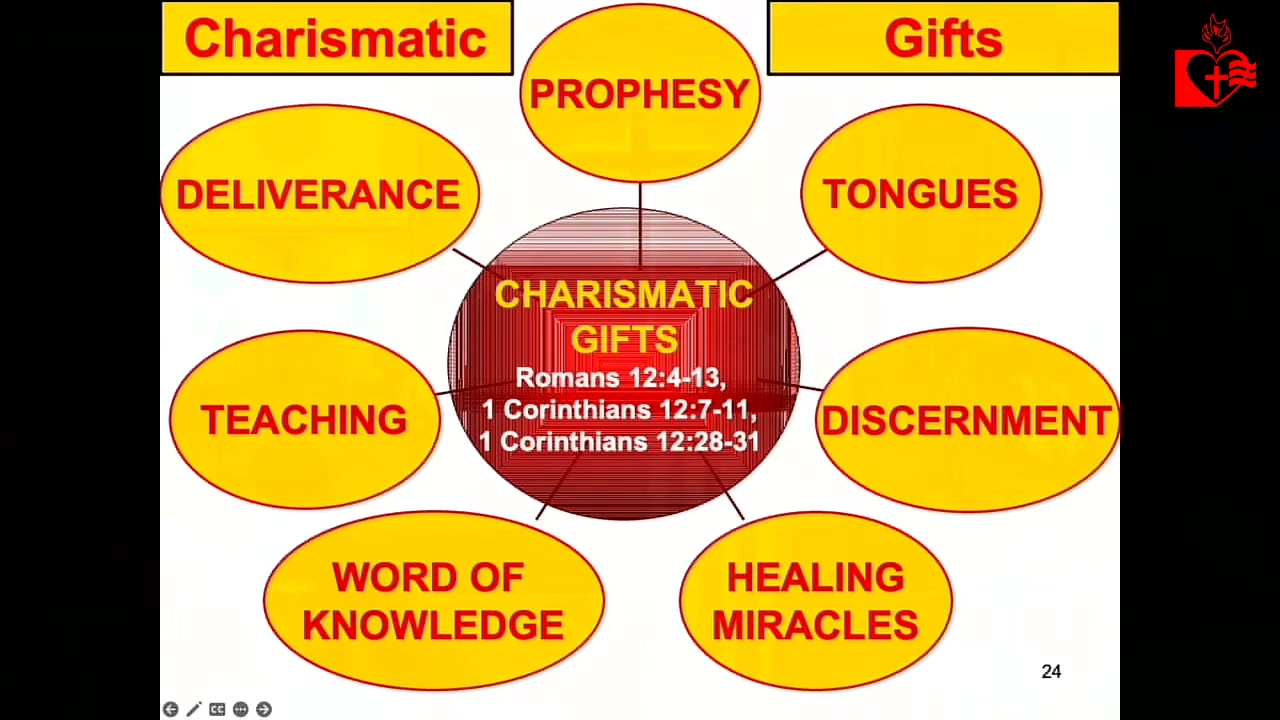 Charismatic
Gifts
PROPHESY
DELIVERANCE
TONGUES
CHARISMATIC
GIFTS
Romans 12:4-13,
1 Corinthians 12:7-11,
1 Corinthians 12:28-31
TEACHING
DISCERNMENT
WORD OF
KNOWLEDGE
HEALING
MIRACLES
24
CC